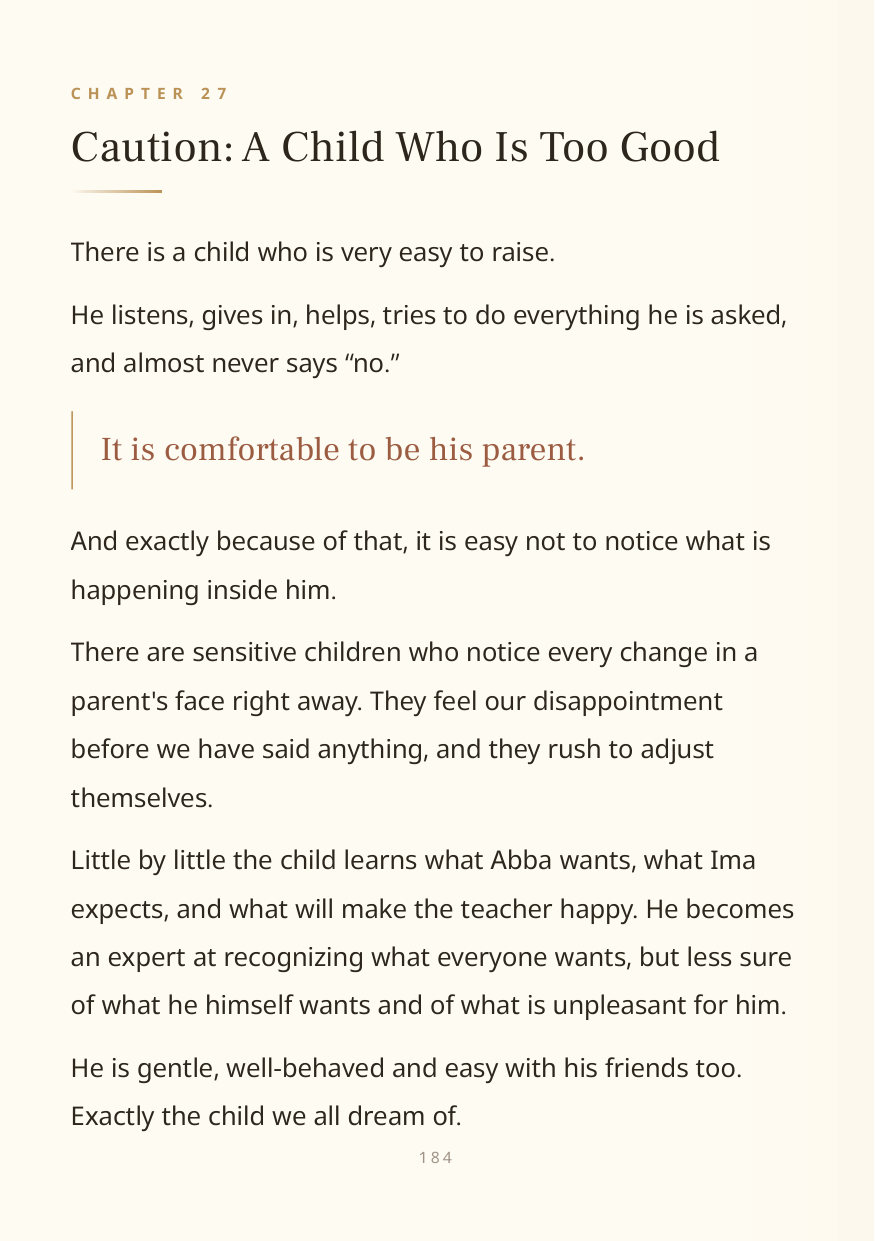 CHAPTER 27
Caution: A Child Who Is Too Good
There is a child who is very easy to raise.
He listens, gives in, helps, tries to do everything he is asked,
and almost never says “no.”
It is comfortable to be his parent.
And exactly because of that, it is easy not to notice what is
happening inside him.
There are sensitive children who notice every change in a
parent's face right away. They feel our disappointment
before we have said anything, and they rush to adjust
themselves.
Little by little the child learns what Abba wants, what Ima
expects, and what will make the teacher happy. He becomes
an expert at recognizing what everyone wants, but less sure
of what he himself wants and of what is unpleasant for him.
He is gentle, well-behaved and easy with his friends too.
Exactly the child we all dream of.
184